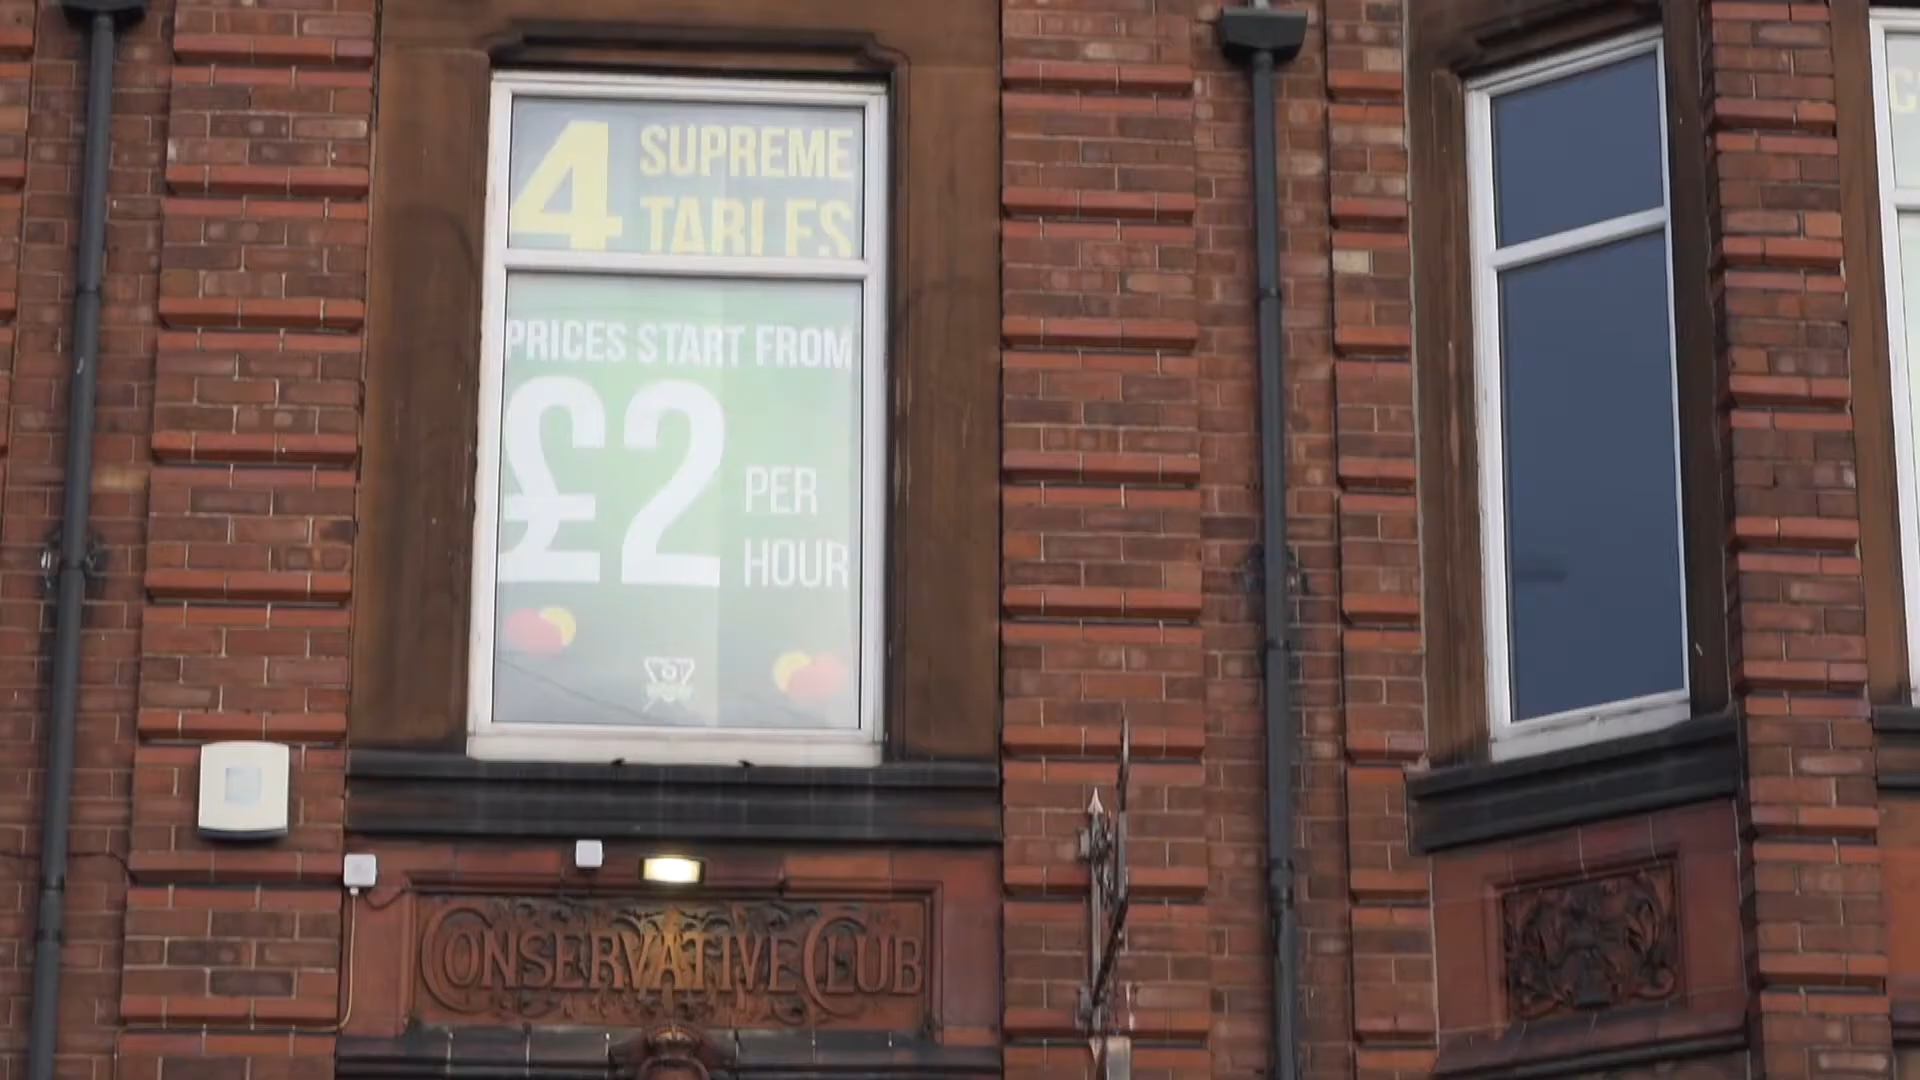 4 SUPREME
TABLES
PRICES START FROM
£2 PER
HOUR
CONSERVATIVE CLUB